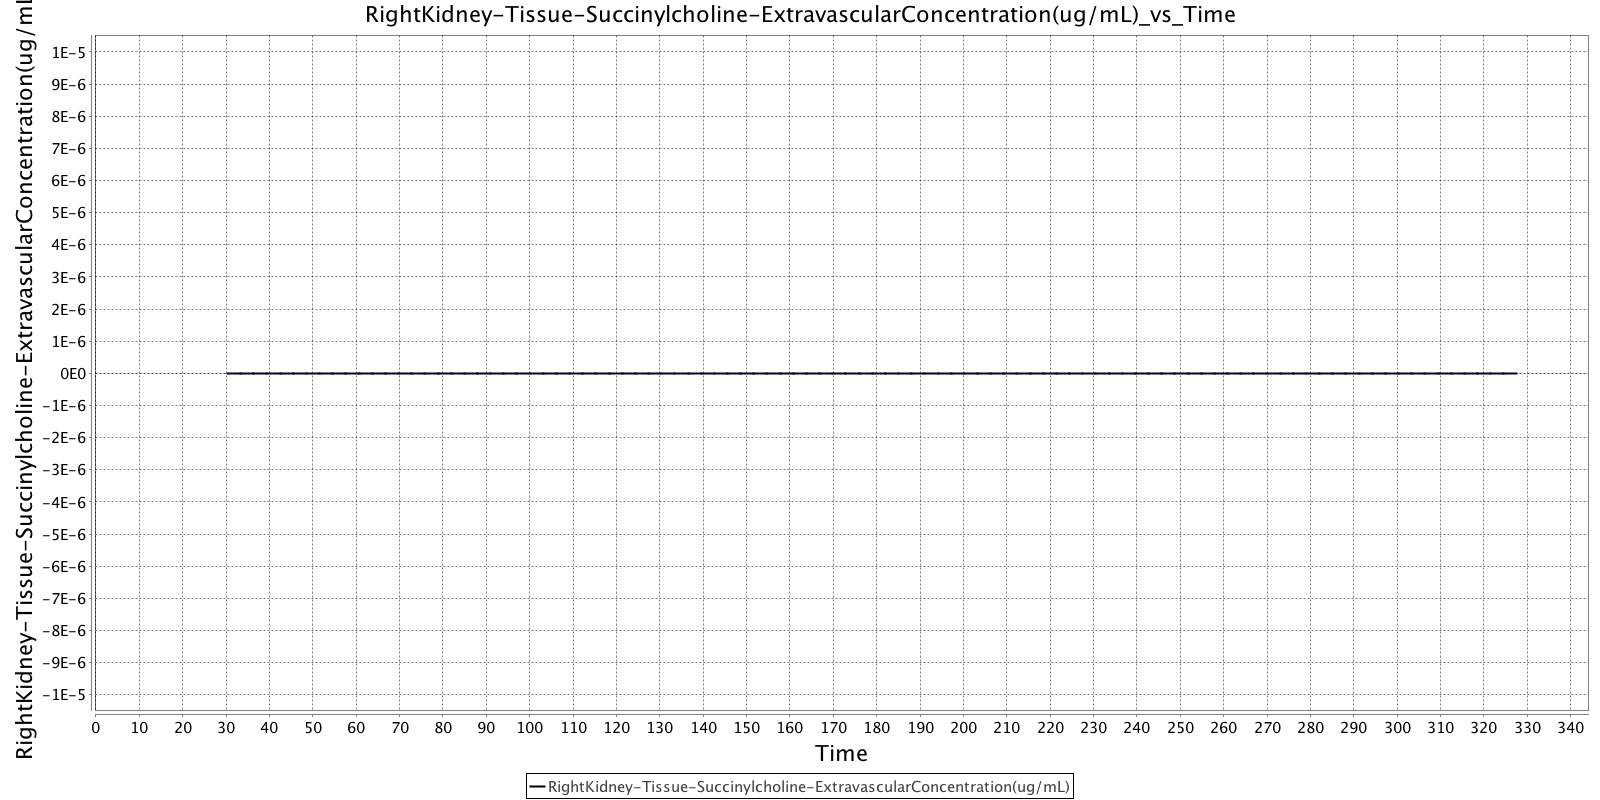 RightKidney-Tissue-Succinylcholine-ExtravascularConcentration(ug/mL)_vs_Time
RightKidney-Tissue-Succinylcholine-ExtravascularConcentration(ug/mL
1E-5
9E-6
8E-6
7E-6
6E-6
5E-6
4E-6
3E-6
2E-6
1E-6
0E0
-1E-6
-2E-6
-3E-6
-4E-6
-5E-6
-6E-6
-7E-6
-8E-6
-9E-6
-1E-5
0 10 20 30 40 50 60 70 80 90 100 110 120 130 140 150 160 170 180 190 200 210 220 230 240 250 260 270 280 290 300 310 320 330 340
Time
RightKidney-Tissue-Succinylcholine-ExtravascularConcentration(ug/mL)